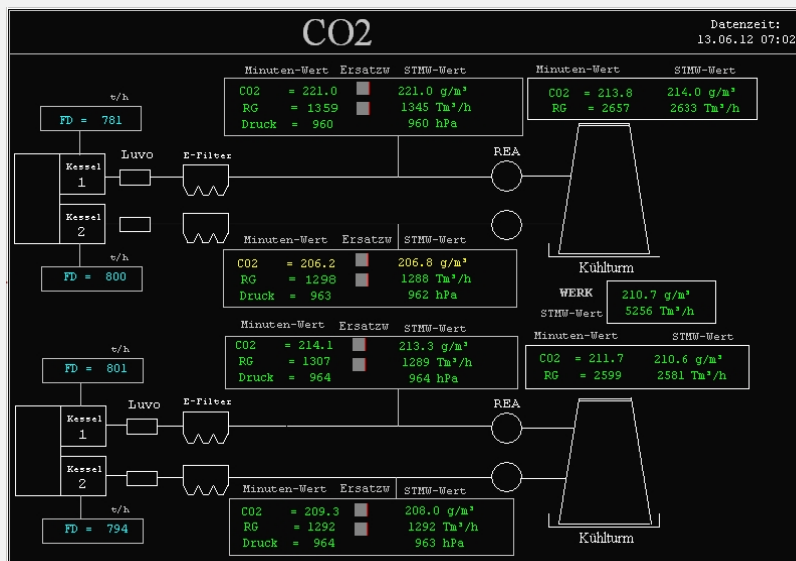 CO2
Datenzeit:
13.06.12 07:02
Minuten-Wert Ersatzw STMW-Wert
CO2 = 221.0 221.0 g/m³
RG = 1359 1345 Tm³/h
Druck = 960 960 hPa
Minuten-Wert STMW-Wert
CO2 = 213.8 214.0 g/m³
RG = 2657 2633 Tm³/h
t/h
FD = 781
Kessel
1
Luvo
E-Filter
REA
Kessel
2
t/h
FD = 800
Minuten-Wert Ersatzw STMW-Wert
CO2 = 206.2 206.8 g/m³
RG = 1298 1288 Tm³/h
Druck = 963 962 hPa
Kühlturm
WERK 210.7 g/m³
STMW-Wert 5256 Tm³/h
Minuten-Wert Ersatzw STMW-Wert
CO2 = 214.1 213.3 g/m³
RG = 1307 1289 Tm³/h
Druck = 964 964 hPa
Minuten-Wert STMW-Wert
CO2 = 211.7 210.6 g/m³
RG = 2599 2581 Tm³/h
t/h
FD = 801
Kessel
1
Luvo
E-Filter
REA
Kessel
2
t/h
FD = 794
Minuten-Wert Ersatzw STMW-Wert
CO2 = 209.3 208.0 g/m³
RG = 1292 1292 Tm³/h
Druck = 964 963 hPa
Kühlturm